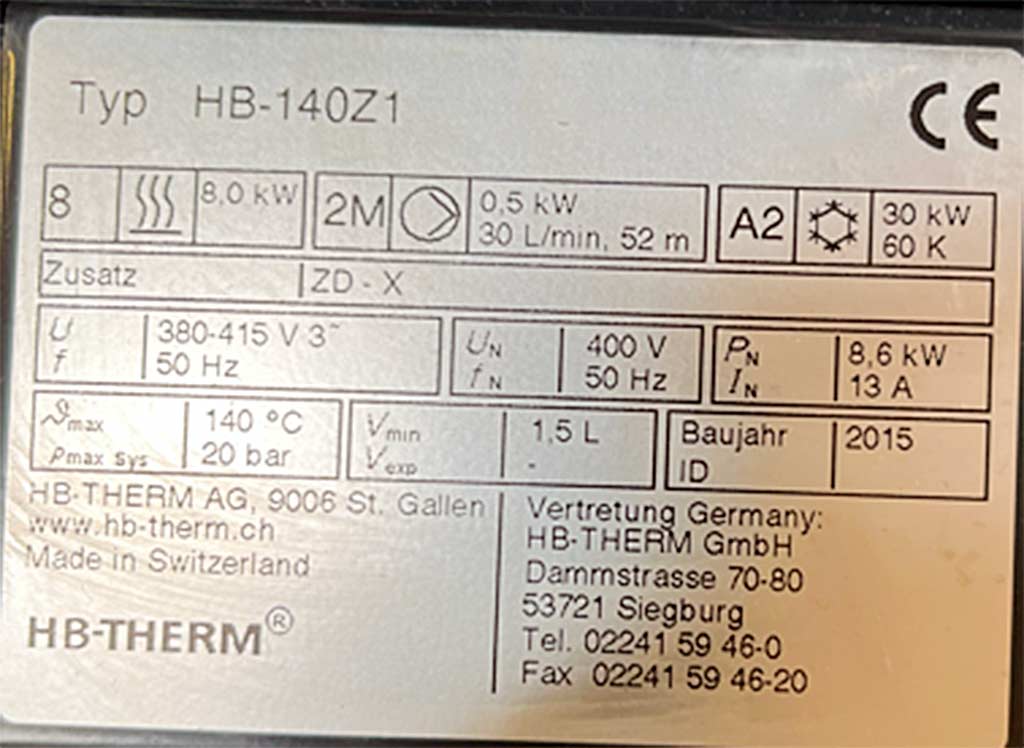 Typ HB-140Z1
CE
8 8,0 kW 2M 0,5 kW 30 L/min, 52 m A2 30 kW 60 K
Zusatz ZD - X
U 380-415 V 3~ UN 400 V PN 8,6 kW
f 50 Hz fN 50 Hz IN 13 A
ϑmax 140 °C Vmin 1,5 L Baujahr 2015
pmax Sys 20 bar Vexp - ID
HB-THERM AG, 9006 St. Gallen
www.hb-therm.ch
Made in Switzerland
HB-THERM®
Vertretung Germany:
HB-THERM GmbH
Dammstrasse 70-80
53721 Siegburg
Tel. 02241 59 46-0
Fax 02241 59 46-20